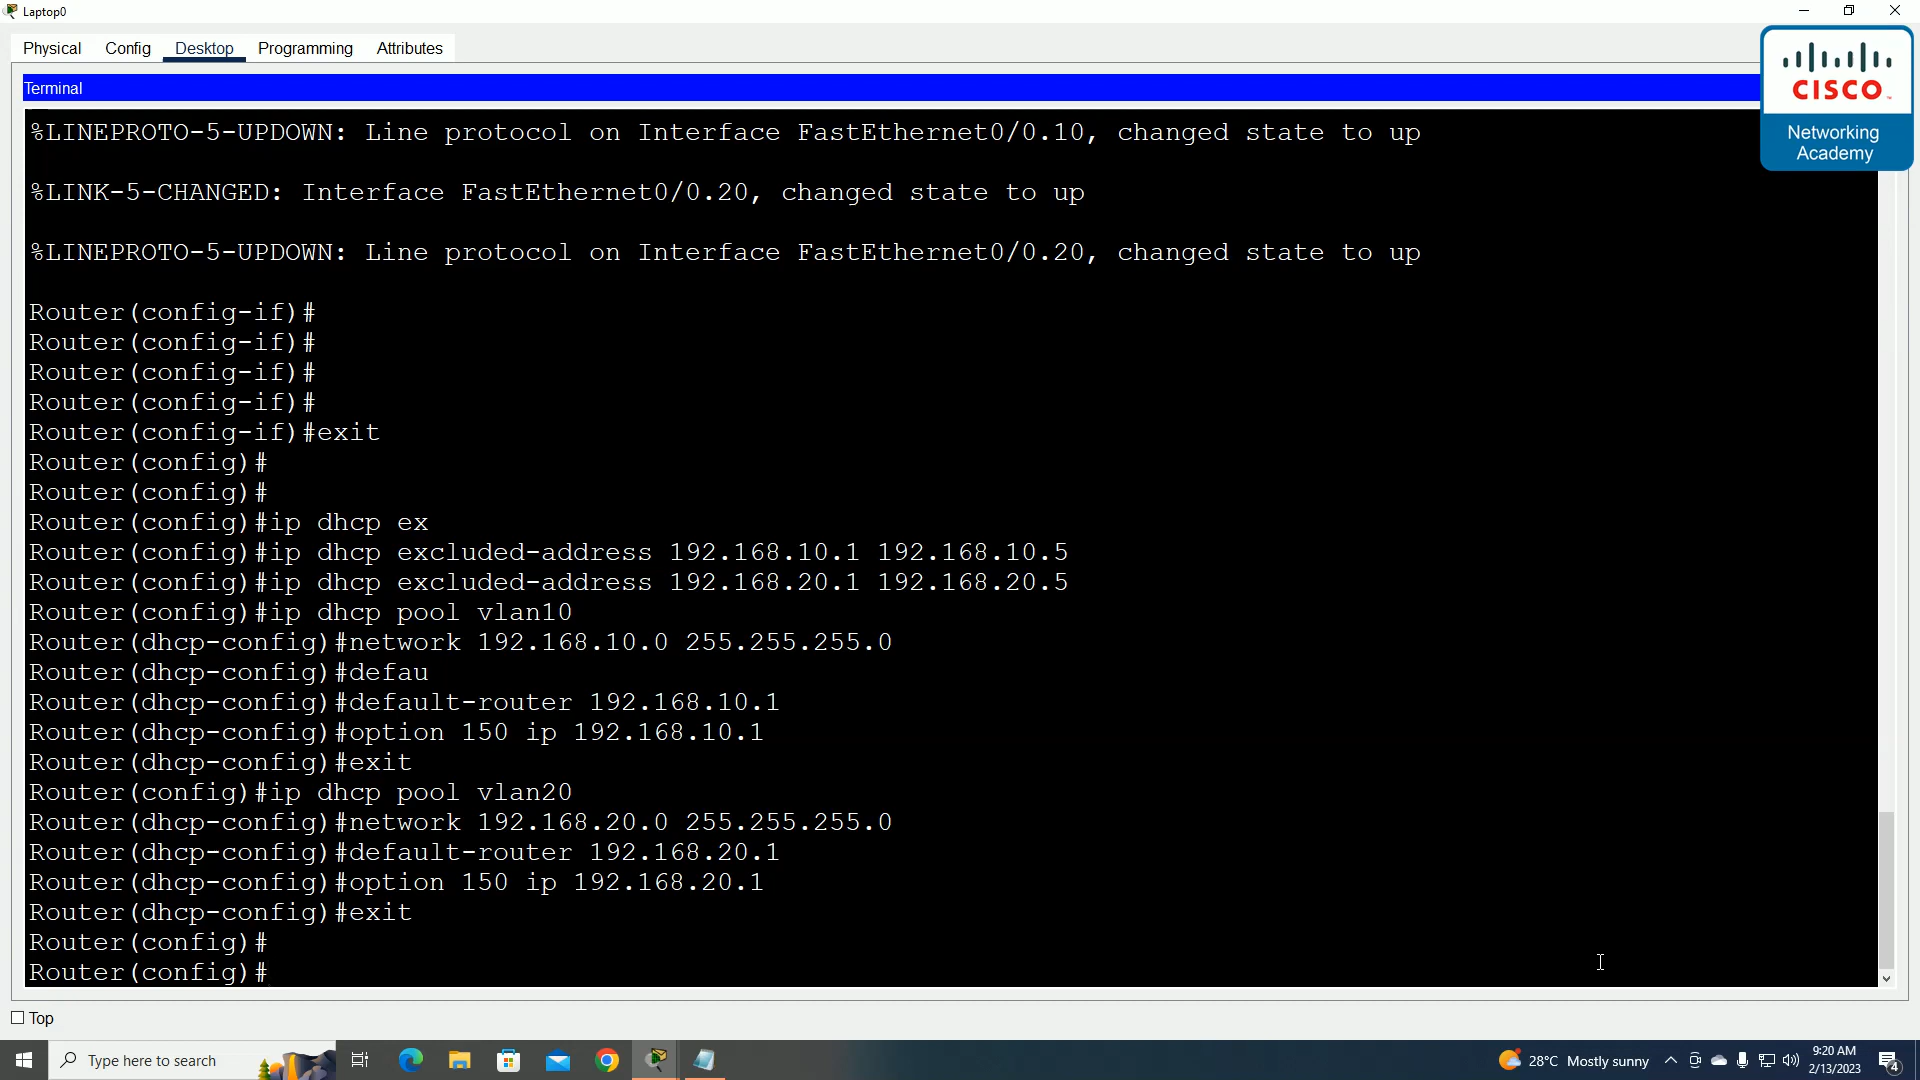 Laptop0
Physical Config Desktop Programming Attributes
CISCO
Networking
Academy
Terminal
%LINEPROTO-5-UPDOWN: Line protocol on Interface FastEthernet0/0.10, changed state to up
%LINK-5-CHANGED: Interface FastEthernet0/0.20, changed state to up
%LINEPROTO-5-UPDOWN: Line protocol on Interface FastEthernet0/0.20, changed state to up
Router(config-if)#
Router(config-if)#
Router(config-if)#
Router(config-if)#
Router(config-if)#exit
Router(config)#
Router(config)#
Router(config)#ip dhcp ex
Router(config)#ip dhcp excluded-address 192.168.10.1 192.168.10.5
Router(config)#ip dhcp excluded-address 192.168.20.1 192.168.20.5
Router(config)#ip dhcp pool vlan10
Router(dhcp-config)#network 192.168.10.0 255.255.255.0
Router(dhcp-config)#defau
Router(dhcp-config)#default-router 192.168.10.1
Router(dhcp-config)#option 150 ip 192.168.10.1
Router(dhcp-config)#exit
Router(config)#ip dhcp pool vlan20
Router(dhcp-config)#network 192.168.20.0 255.255.255.0
Router(dhcp-config)#default-router 192.168.20.1
Router(dhcp-config)#option 150 ip 192.168.20.1
Router(dhcp-config)#exit
Router(config)#
Router(config)#
Top
Type here to search
28°C Mostly sunny
9:20 AM
2/13/2023
4